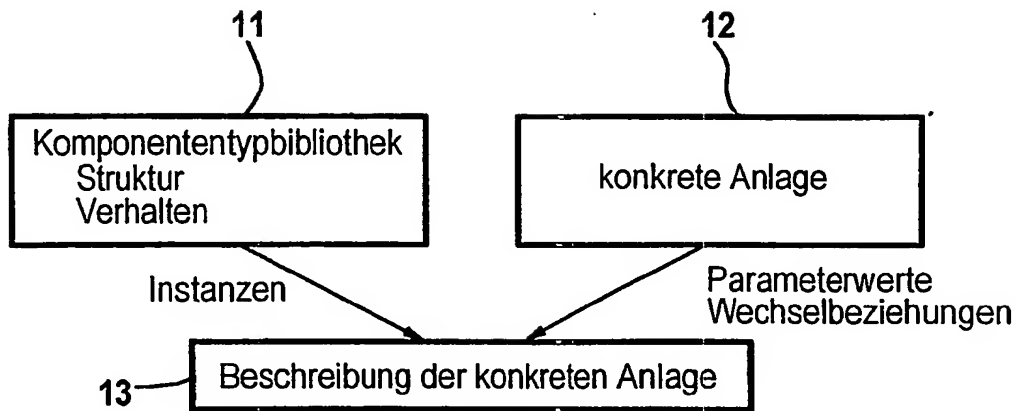 11
12
Komponententypbibliothek
Struktur
Verhalten
konkrete Anlage
Instanzen
Parameterwerte
Wechselbeziehungen
13
Beschreibung der konkreten Anlage